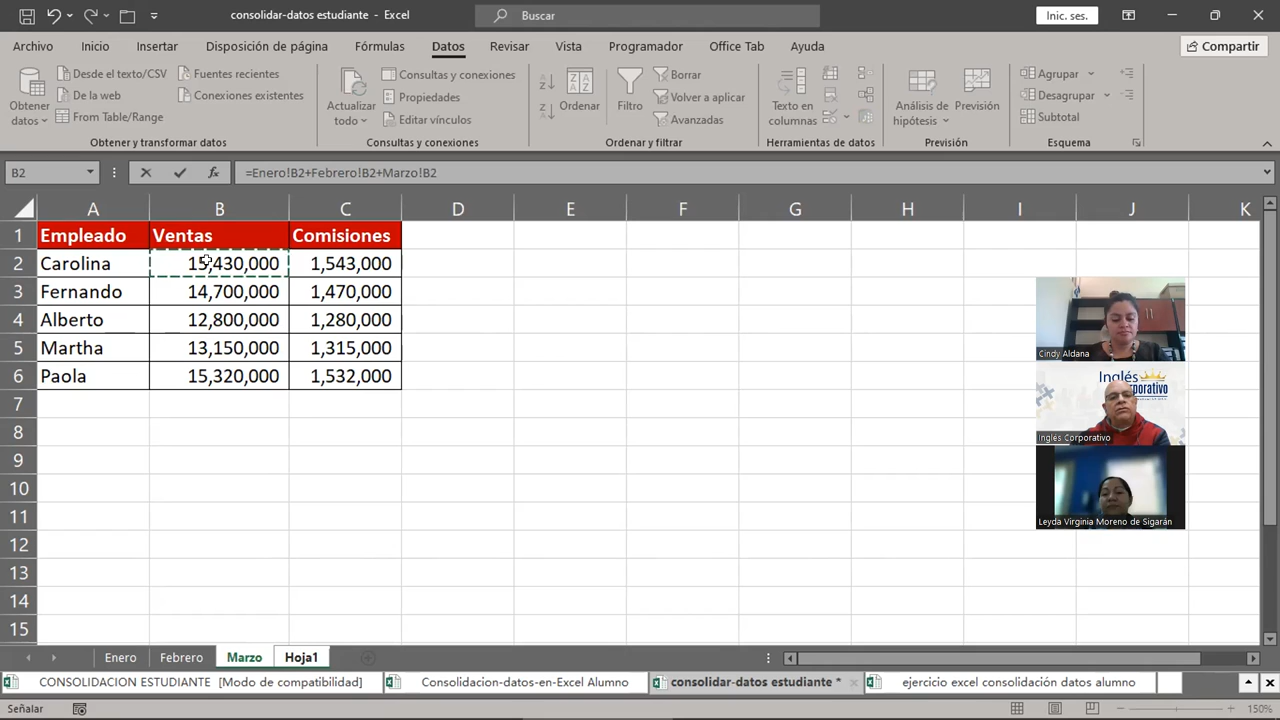 consolidar-datos estudiante - Excel
Buscar
Inic. ses.
Archivo Inicio Insertar Disposición de página Fórmulas Datos Revisar Vista Programador Office Tab Ayuda
Compartir
Obtener datos
Desde el texto/CSV
De la web
From Table/Range
Fuentes recientes
Conexiones existentes
Obtener y transformar datos
Actualizar todo
Consultas y conexiones
Propiedades
Editar vínculos
Consultas y conexiones
Ordenar
Filtro
Borrar
Volver a aplicar
Avanzadas
Ordenar y filtrar
Texto en columnas
Herramientas de datos
Análisis de hipótesis
Previsión
Previsión
Agrupar
Desagrupar
Subtotal
Esquema
B2
=Enero!B2+Febrero!B2+Marzo!B2
A B C D E F G H I J K
1 Empleado Ventas Comisiones
2 Carolina 15,430,000 1,543,000
3 Fernando 14,700,000 1,470,000
4 Alberto 12,800,000 1,280,000
5 Martha 13,150,000 1,315,000
6 Paola 15,320,000 1,532,000
7
8
9
10
11
12
13
14
15
Cindy Aldana
Inglés
Corporativo
Inglés Corporativo
Leyda Virginia Moreno de Sigarán
Enero Febrero Marzo Hoja1
CONSOLIDACION ESTUDIANTE [Modo de compatibilidad]
Consolidacion-datos-en-Excel Alumno
consolidar-datos estudiante *
ejercicio excel consolidación datos alumno
Señalar
150%